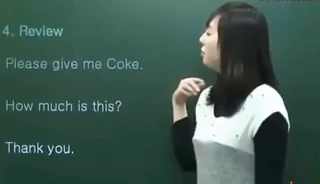 4. Review
Please give me Coke.
How much is this?
Thank you.